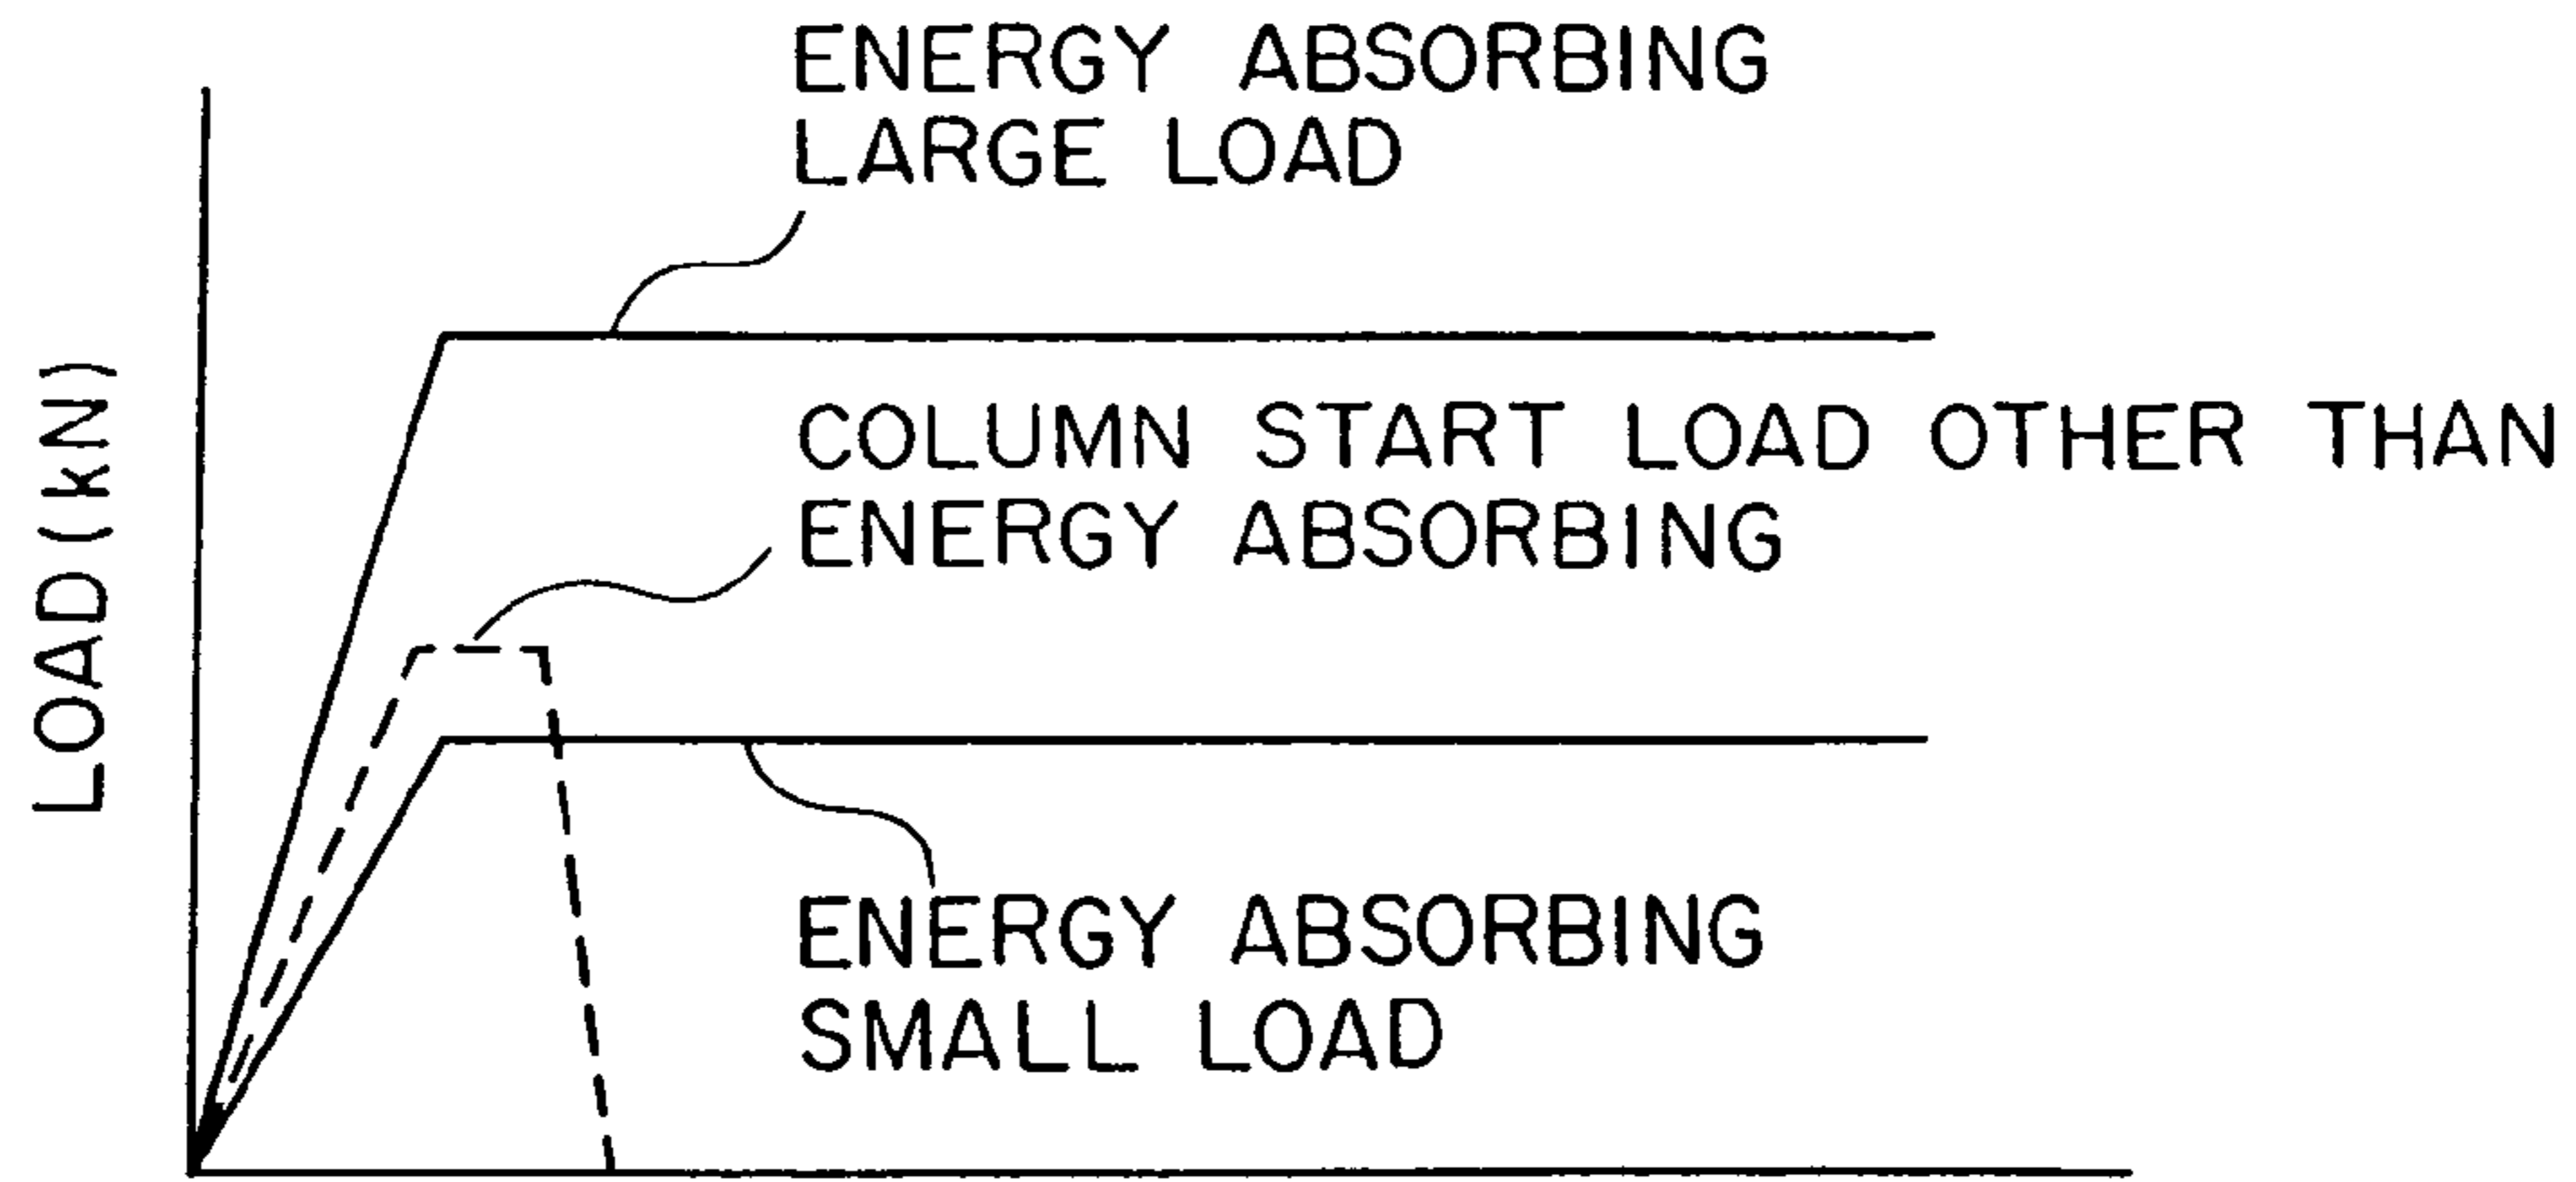 ENERGY ABSORBING
LARGE LOAD
LOAD (kN)
COLUMN START LOAD OTHER THAN
ENERGY ABSORBING
ENERGY ABSORBING
SMALL LOAD